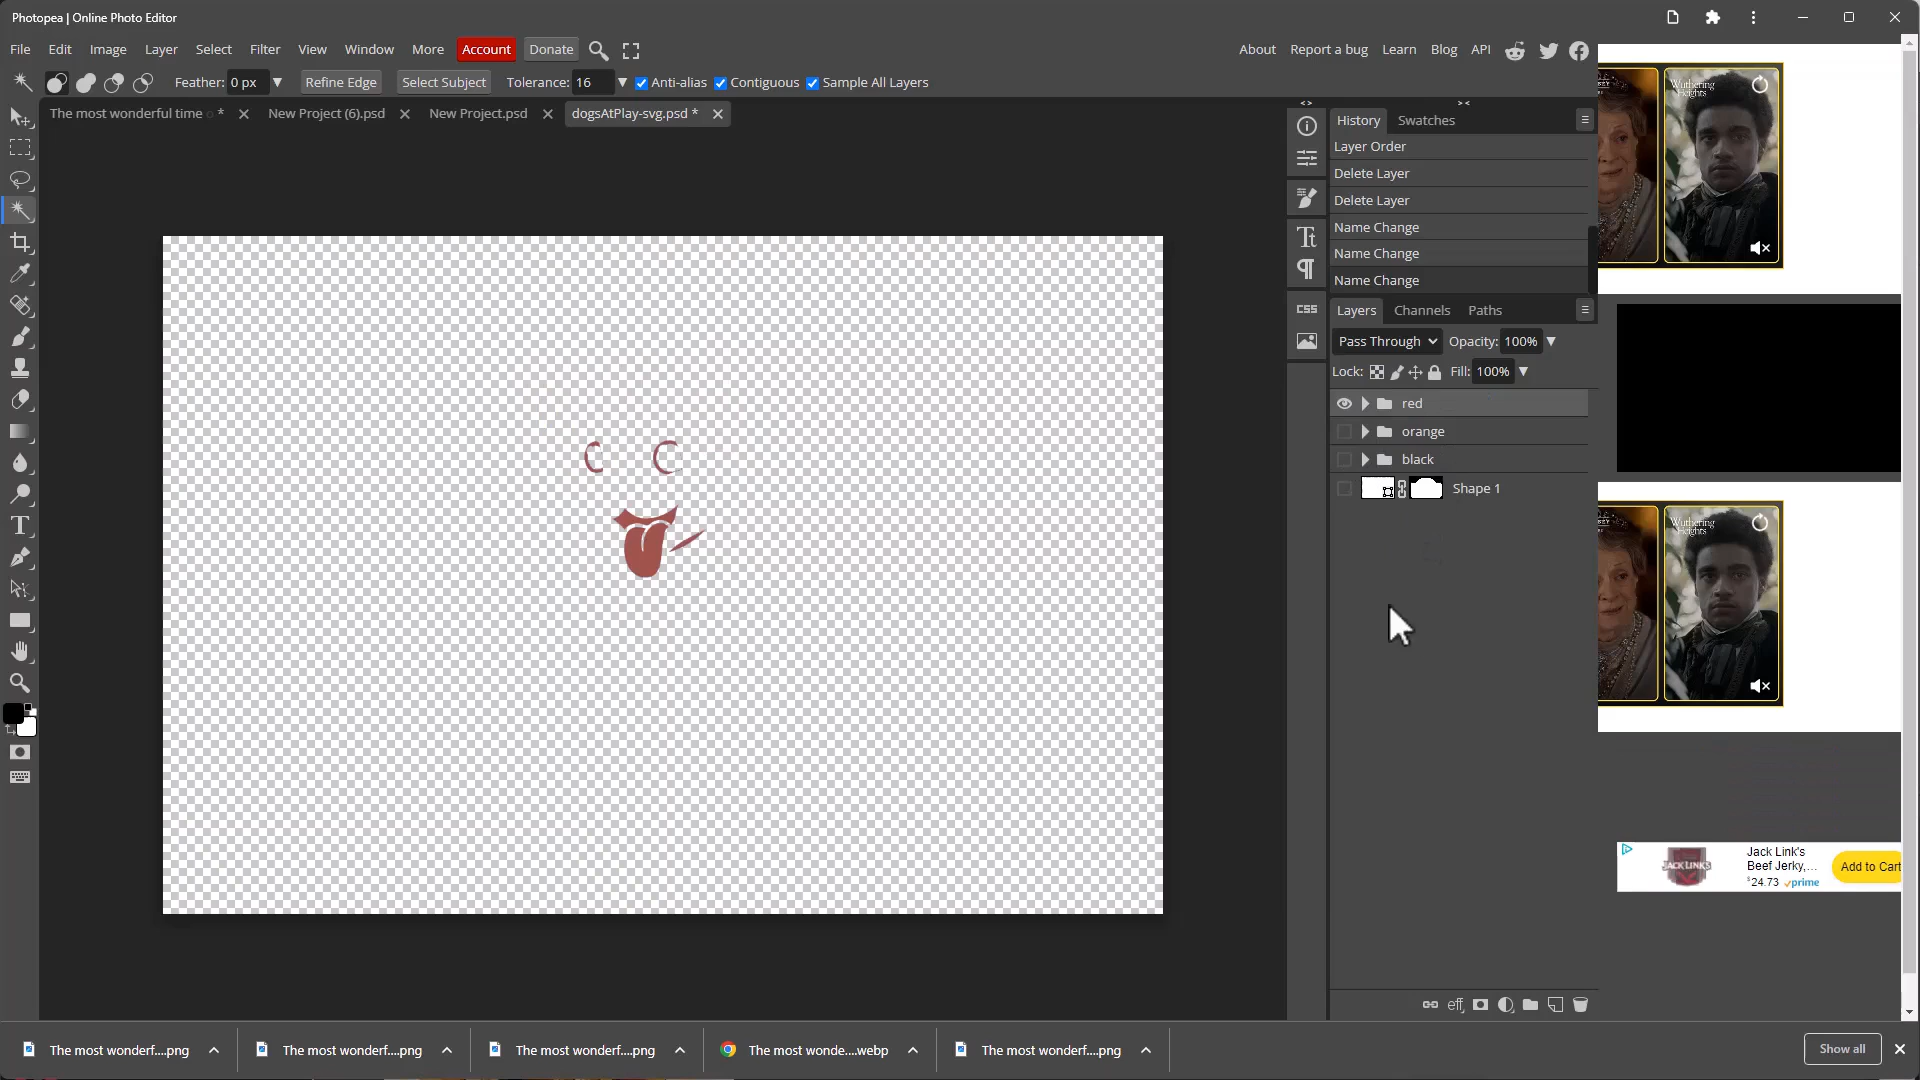 Photopea | Online Photo Editor
File Edit Image Layer Select Filter View Window More Account Donate
About Report a bug Learn Blog API
Feather: 0 px Refine Edge Select Subject Tolerance: 16 Anti-alias Contiguous Sample All Layers
The most wonderful time o * New Project (6).psd New Project.psd dogsAtPlay-svg.psd *
History Swatches
Layer Order
Delete Layer
Delete Layer
Name Change
Name Change
Name Change
Layers Channels Paths
Pass Through Opacity: 100%
Lock: Fill: 100%
red
orange
black
Shape 1
CSS
eff
Wuthering
Heights
Wuthering
Heights
JACK LINK'S
Jack Link's
Beef Jerky,...
$24.73 prime
Add to Cart
The most wonderf....png
The most wonderf....png
The most wonderf....png
The most wonde....webp
The most wonderf....png
Show all